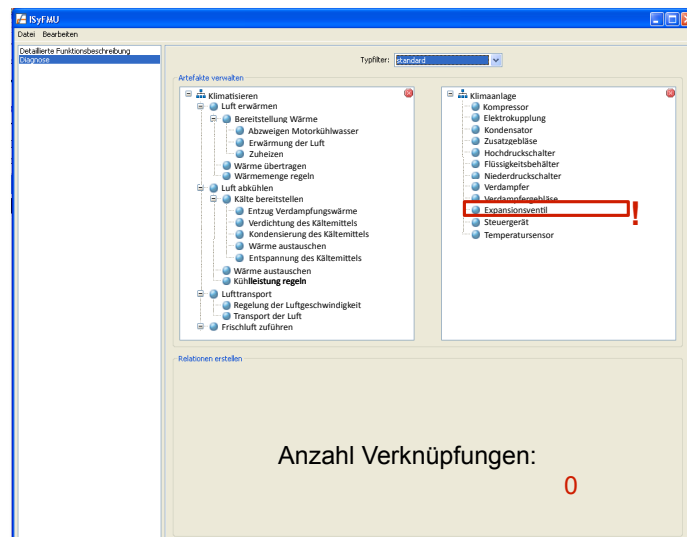 ISyFMU
Datei Bearbeiten
Detaillierte Funktionsbeschreibung
Diagnose
Typfilter: standard
Artefakte verwalten
Klimatisieren
Luft erwärmen
Bereitstellung Wärme
Abzweigen Motorkühlwasser
Erwärmung der Luft
Zuheizen
Wärme übertragen
Wärmemenge regeln
Luft abkühlen
Kälte bereitstellen
Entzug Verdampfungswärme
Verdichtung des Kältemittels
Kondensierung des Kältemittels
Wärme austauschen
Entspannung des Kältemittels
Wärme austauschen
Kühlleistung regeln
Lufttransport
Regelung der Luftgeschwindigkeit
Transport der Luft
Frischluft zuführen
Klimaanlage
Kompressor
Elektrokupplung
Kondensator
Zusatzgebläse
Hochdruckschalter
Flüssigkeitsbehälter
Niederdruckschalter
Verdampfer
Verdampfergebläse
Expansionsventil
!
Steuergerät
Temperatursensor
Relationen erstellen
Anzahl Verknüpfungen:
0